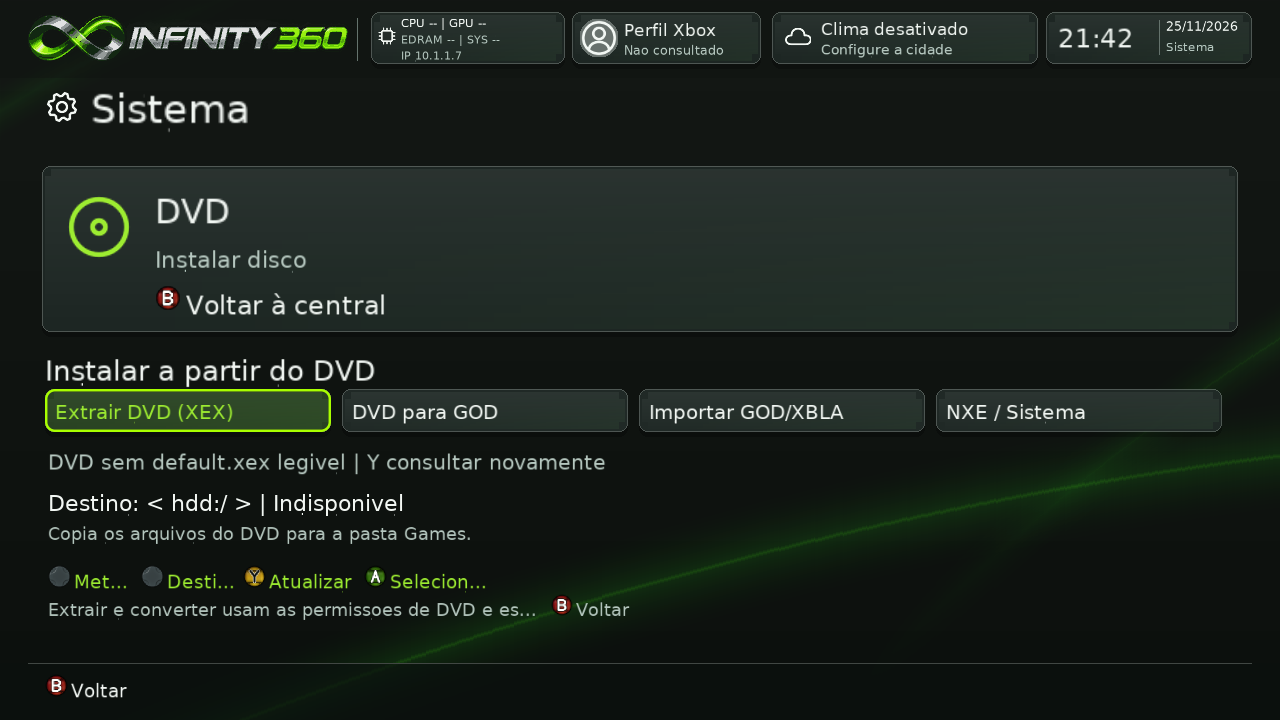 INFINITY 360
CPU -- | GPU --
EDRAM -- | SYS --
IP 10.1.1.7
Perfil Xbox
Nao consultado
Clima desativado
Configure a cidade
21:42
25/11/2026
Sistema
Sistema
DVD
Instalar disco
B Voltar à central
Instalar a partir do DVD
Extrair DVD (XEX)
DVD para GOD
Importar GOD/XBLA
NXE / Sistema
DVD sem default.xex legivel | Y consultar novamente
Destino: < hdd:/ > | Indisponivel
Copia os arquivos do DVD para a pasta Games.
Met... Desti... Y Atualizar A Selecion...
Extrair e converter usam as permissoes de DVD e es... B Voltar
B Voltar